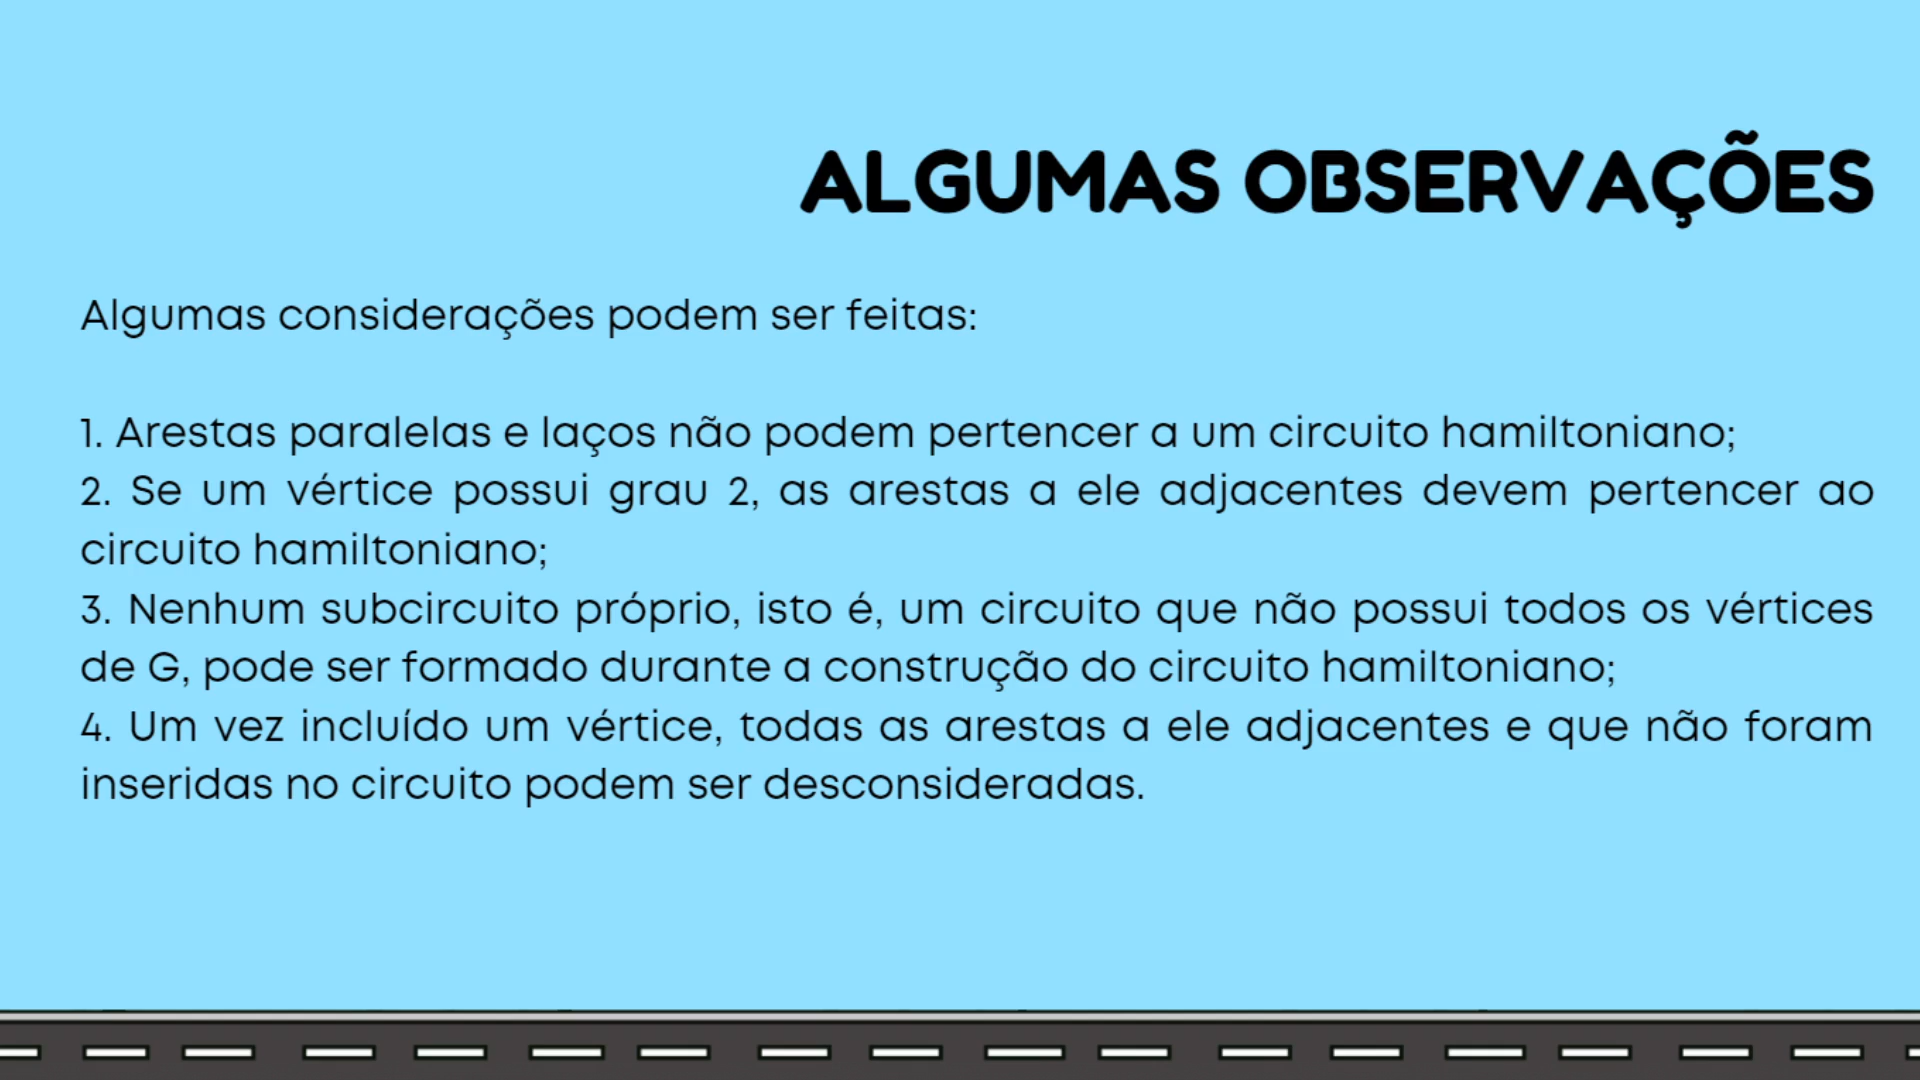 ALGUMAS OBSERVAÇÕES
Algumas considerações podem ser feitas:
1. Arestas paralelas e laços não podem pertencer a um circuito hamiltoniano;
2. Se um vértice possui grau 2, as arestas a ele adjacentes devem pertencer ao
circuito hamiltoniano;
3. Nenhum subcircuito próprio, isto é, um circuito que não possui todos os vértices
de G, pode ser formado durante a construção do circuito hamiltoniano;
4. Um vez incluído um vértice, todas as arestas a ele adjacentes e que não foram
inseridas no circuito podem ser desconsideradas.